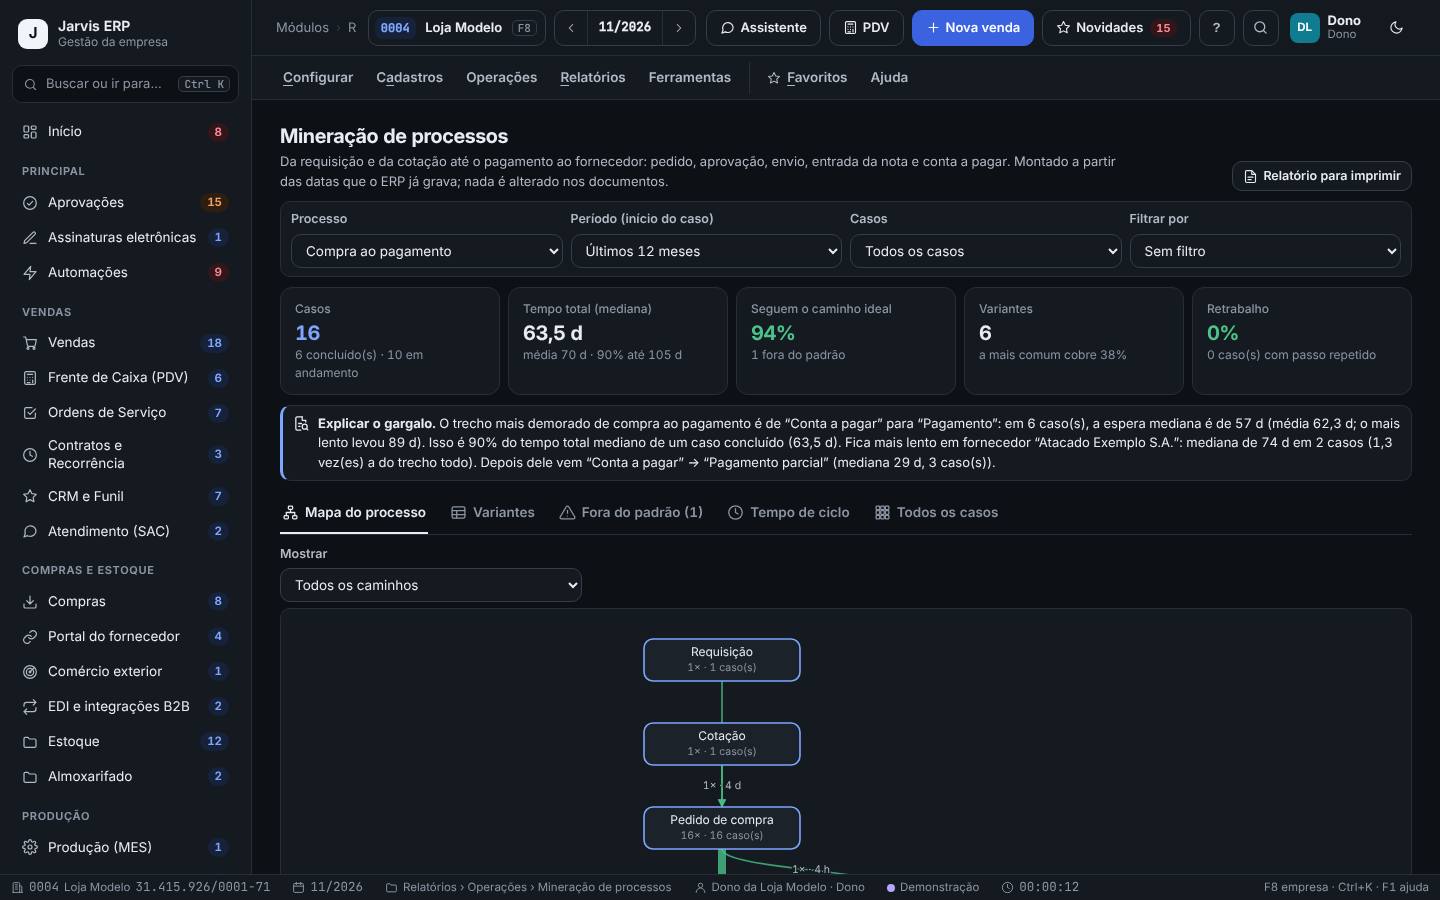 J
Jarvis ERP
Gestão da empresa
Buscar ou ir para... Ctrl K
Início 8
PRINCIPAL
Aprovações 15
Assinaturas eletrônicas 1
Automações 9
VENDAS
Vendas 18
Frente de Caixa (PDV) 6
Ordens de Serviço 7
Contratos e
Recorrência 3
CRM e Funil 7
Atendimento (SAC) 2
COMPRAS E ESTOQUE
Compras 8
Portal do fornecedor 4
Comércio exterior 1
EDI e integrações B2B 2
Estoque 12
Almoxarifado 2
PRODUÇÃO
Produção (MES) 1
Módulos › R
0004 Loja Modelo F8
‹ 11/2026 ›
Assistente
PDV
+ Nova venda
Novidades 15
?
DL
Dono
Dono
Configurar Cadastros Operações Relatórios Ferramentas Favoritos Ajuda
Mineração de processos
Da requisição e da cotação até o pagamento ao fornecedor: pedido, aprovação, envio, entrada da nota e conta a pagar. Montado a partir
das datas que o ERP já grava; nada é alterado nos documentos.
Relatório para imprimir
Processo Período (início do caso) Casos Filtrar por
Compra ao pagamento Últimos 12 meses Todos os casos Sem filtro
Casos
16
6 concluído(s) · 10 em
andamento
Tempo total (mediana)
63,5 d
média 70 d · 90% até 105 d
Seguem o caminho ideal
94%
1 fora do padrão
Variantes
6
a mais comum cobre 38%
Retrabalho
0%
0 caso(s) com passo repetido
Explicar o gargalo. O trecho mais demorado de compra ao pagamento é de “Conta a pagar” para “Pagamento”: em 6 caso(s), a espera mediana é de 57 d (média 62,3 d; o mais
lento levou 89 d). Isso é 90% do tempo total mediano de um caso concluído (63,5 d). Fica mais lento em fornecedor “Atacado Exemplo S.A.”: mediana de 74 d em 2 casos (1,3
vez(es) a do trecho todo). Depois dele vem “Conta a pagar” → “Pagamento parcial” (mediana 29 d, 3 caso(s)).
Mapa do processo Variantes Fora do padrão (1) Tempo de ciclo Todos os casos
Mostrar
Todos os caminhos
Requisição
1× · 1 caso(s)
Cotação
1× · 1 caso(s)
1× · 4 d
Pedido de compra
16× · 16 caso(s)
1× · 4 h
0004 Loja Modelo 31.415.926/0001-71 11/2026 Relatórios › Operações › Mineração de processos Dono da Loja Modelo · Dono Demonstração 00:00:12 F8 empresa · Ctrl+K · F1 ajuda